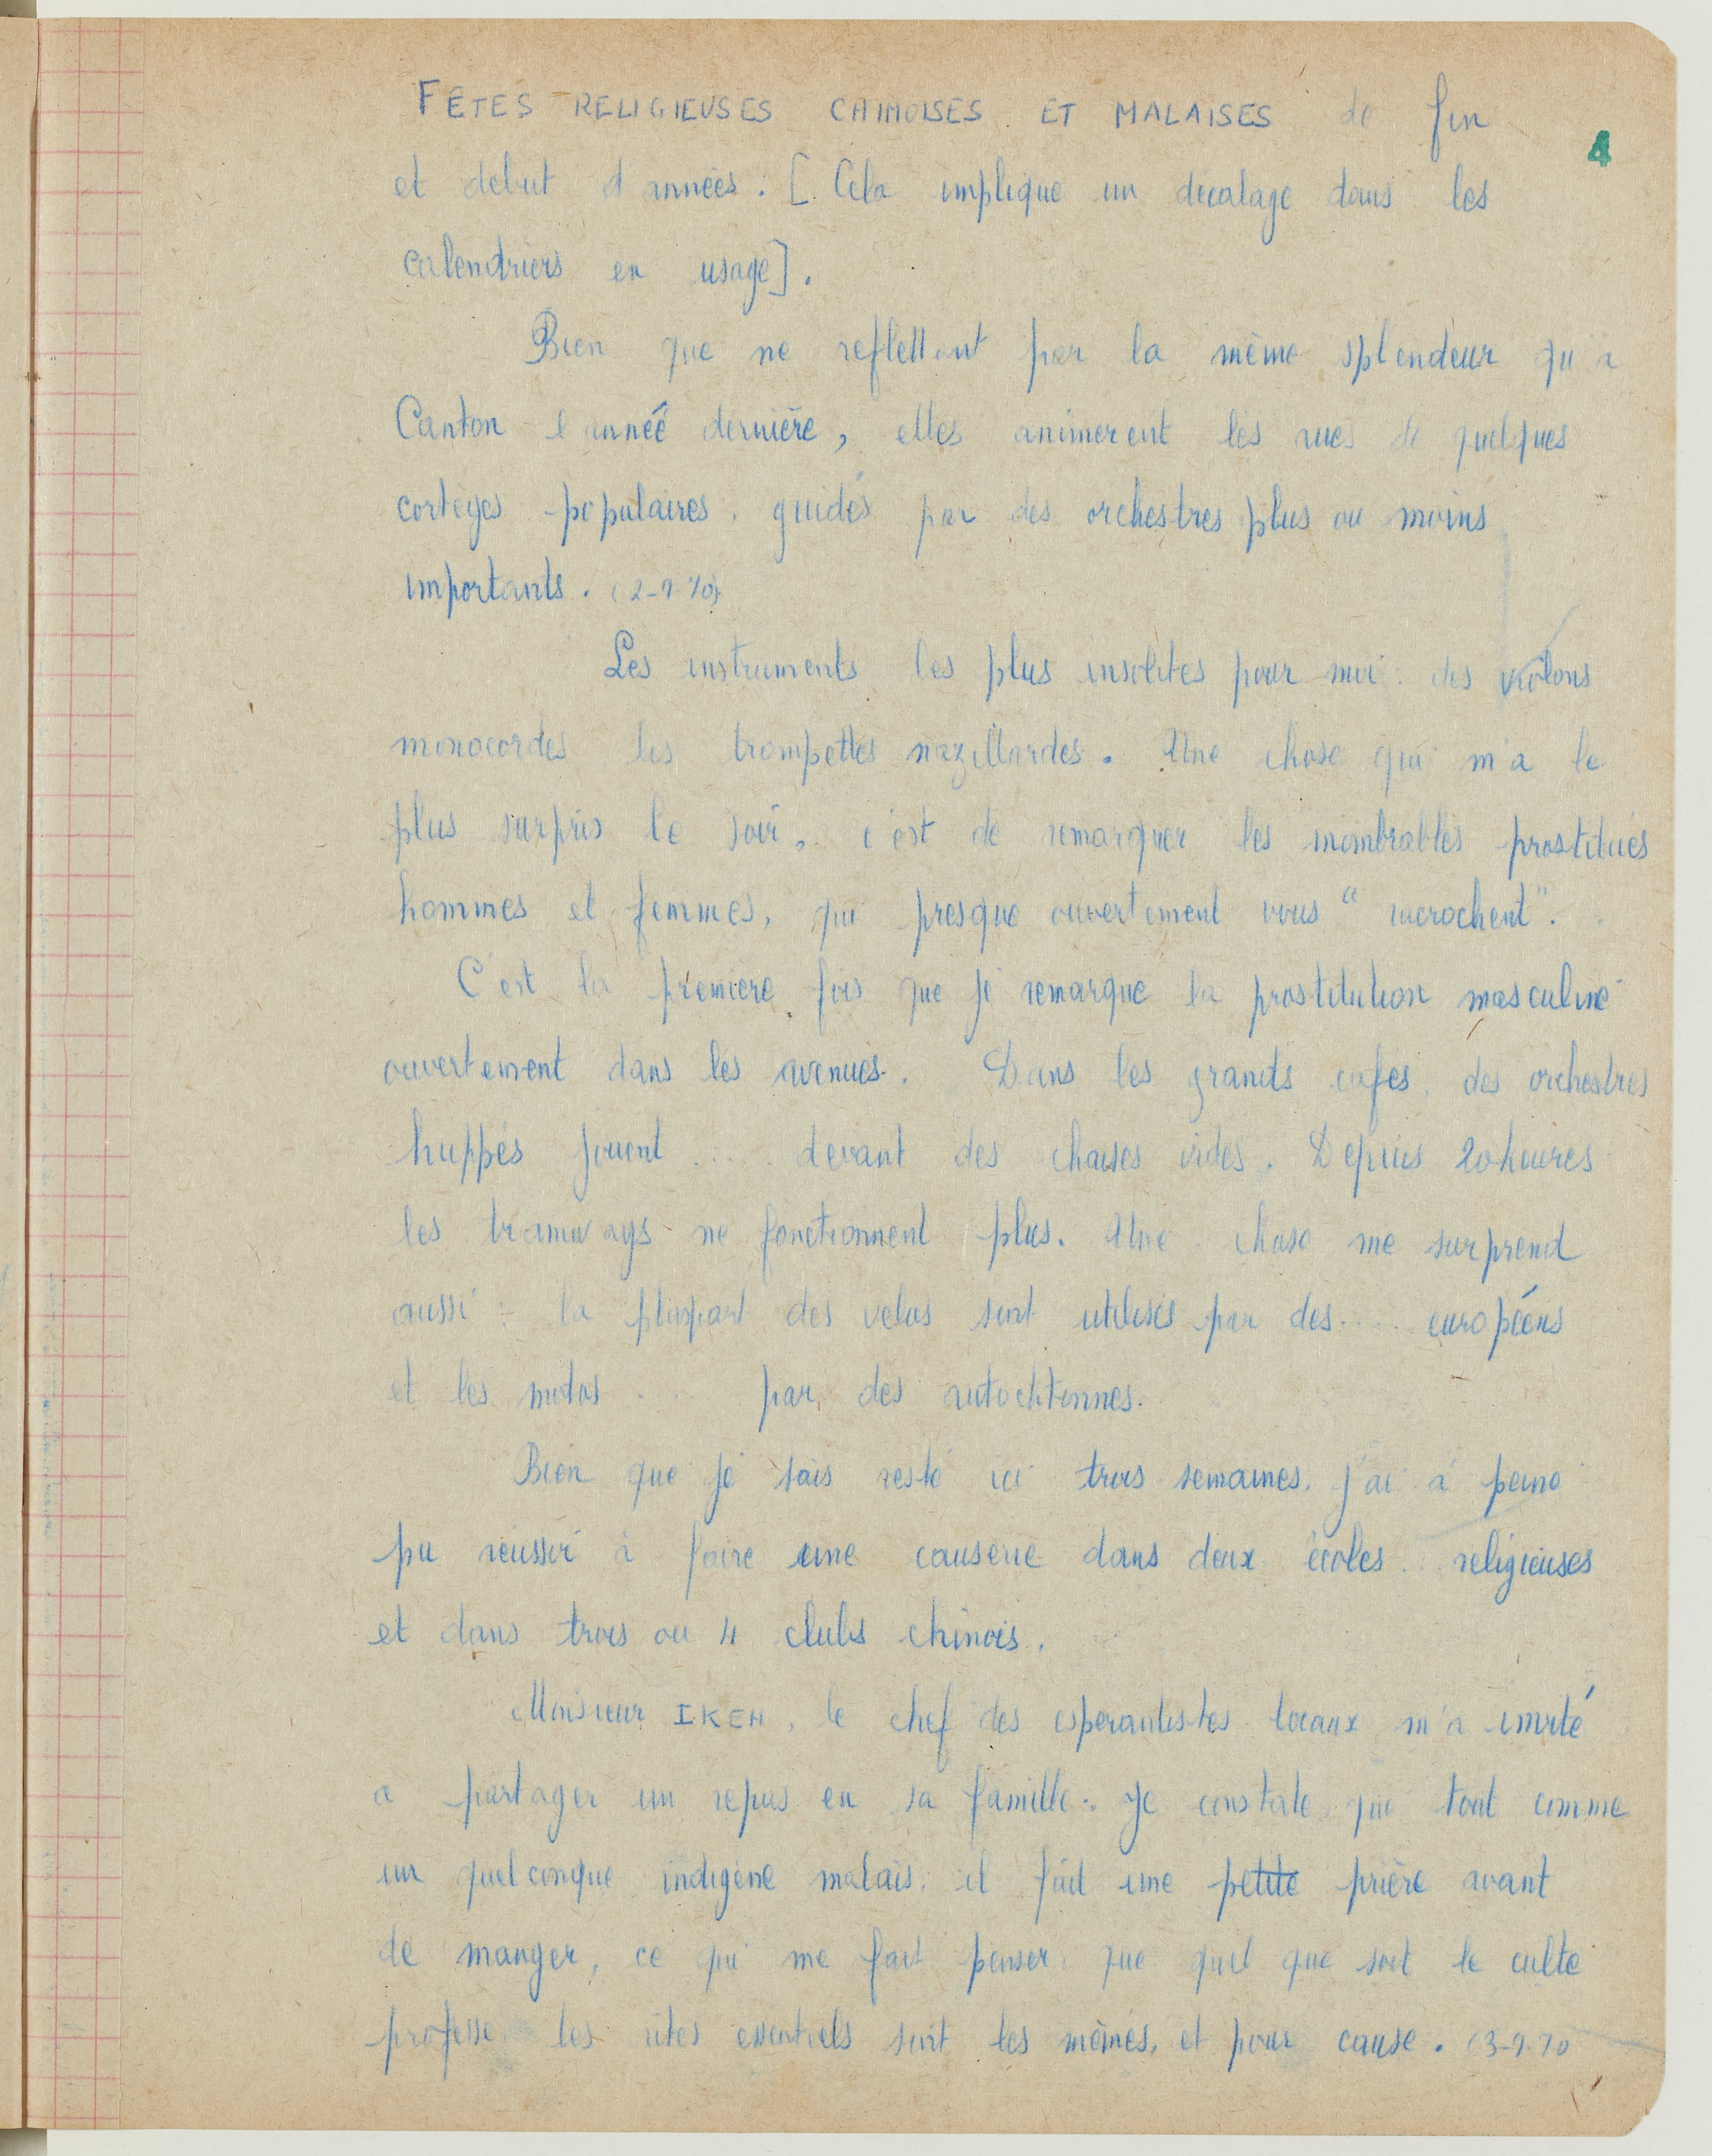 FÊTES RELIGIEUSES CHINOISES ET MALAISES de fin
4
et debut d'années. [. Cela implique un decalage dans les
calendriers en usage].
Bien que ne reflettant par la même splendeur qu'a
Canton l'année dernière, elles animerent les rues de quelques
cortèges populaires, guidés par des orchestres plus ou moins
importants. (2-9-70)
Les instruments les plus insolites pour moi: des violons
monocordes, les trompettes nazillardes. Une chose qui m'a le
plus surpris le soir, c'est de remarquer les inombrables prostitués
hommes et femmes, qui presque ouvertement vous "racrochent".
C'est la première fois que je remarque la prostitution masculine
ouvertement dans les avenues. Dans les grands cafes, des orchestres
huppés jouent .... devant des chaises vides. Depuis 20 heures
les tramways ne fonctionnent plus. Une chose me surprend
aussi: la plupart des velos sont utilisés par des .... européens
et les motos .... par des autochtonnes.
Bien que je sois resté ici trois semaines, j'ai à peine
pu réussir à faire une causerie dans deux écoles .. religieuses
et dans trois ou 4 clubs chinois.
Monsieur IKEH, le chef des esperantistes locaux m'a invité
a partager un repas en sa famille. Je constate que tout comme
un quelconque indigène malais, il fait une petite prière avant
de manger, ce qui me fait penser que quel que soit le culte
professé les rites essentiels sont les mêmes, et pour cause. (3-9-70